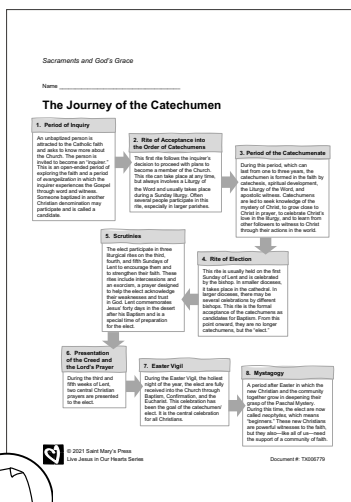 Sacraments and God's Grace
Name
The Journey of the Catechumen
1. Period of Inquiry
An unbaptized person is
attracted to the Catholic faith
and asks to know more about
the Church. The person is
invited to become an "inquirer."
This is an open-ended period of
exploring the faith and a period
of evangelization in which the
inquirer experiences the Gospel
through word and witness.
Someone baptized in another
Christian denomination may
participate and is called a
candidate.
2. Rite of Acceptance into
the Order of Catechumens
This first rite follows the inquirer's
decision to proceed with plans to
become a member of the Church.
This rite can take place at any time,
but always involves a Liturgy of
the Word and usually takes place
during a Sunday liturgy. Often
several people participate in this
rite, especially in larger parishes.
3. Period of the Catechumenate
During this period, which can
last from one to three years, the
catechumen is formed in the faith by
catechesis, spiritual development,
the Liturgy of the Word, and
apostolic witness. Catechumens
are led to seek knowledge of the
mystery of Christ, to grow close to
Christ in prayer, to celebrate Christ's
love in the liturgy, and to learn from
other followers to witness to Christ
through their actions in the world.
4. Rite of Election
This rite is usually held on the first
Sunday of Lent and is celebrated
by the bishop. In smaller dioceses,
it takes place in the cathedral. In
larger dioceses, there may be
several celebrations by different
bishops. This rite is the formal
acceptance of the catechumens as
candidates for Baptism. From this
point onward, they are no longer
catechumens, but the "elect."
5. Scrutinies
The elect participate in three
liturgical rites on the third,
fourth, and fifth Sundays of
Lent to encourage them and
to strengthen their faith. These
rites include intercessions and
an exorcism, a prayer designed
to help the elect acknowledge
their weaknesses and trust
in God. Lent commemorates
Jesus' forty days in the desert
after his Baptism and is a
special time of preparation
for the elect.
6. Presentation
of the Creed and
the Lord's Prayer
During the third and
fifth weeks of Lent,
two central Christian
prayers are presented
to the elect.
7. Easter Vigil
During the Easter Vigil, the holiest
night of the year, the elect are fully
received into the Church through
Baptism, Confirmation, and the
Eucharist. This celebration has
been the goal of the catechumens/
elect. It is the central celebration
for all Christians.
8. Mystagogy
A period after Easter in which the
new Christian and the community
together grow in deepening their
grasp of the Paschal Mystery.
During this time, the elect are now
called neophytes, which means
"beginners." These new Christians
are powerful witnesses to the faith,
but they also—like all of us—need
the support of a community of faith.
© 2021 Saint Mary's Press
Live Jesus in Our Hearts Series
Document #: TX006779